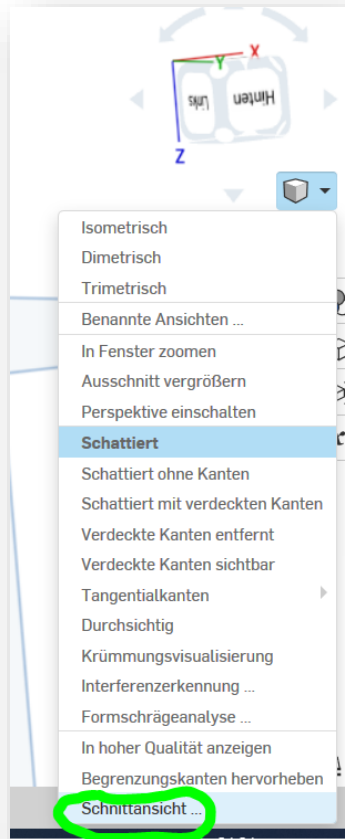 X
Y
Links
Hinten
Z
Isometrisch
Dimetrisch
Trimetrisch
Benannte Ansichten ...
In Fenster zoomen
Ausschnitt vergrößern
Perspektive einschalten
Schattiert
Schattiert ohne Kanten
Schattiert mit verdeckten Kanten
Verdeckte Kanten entfernt
Verdeckte Kanten sichtbar
Tangentialkanten
Durchsichtig
Krümmungsvisualisierung
Interferenzerkennung ...
Formschrägeanalyse ...
In hoher Qualität anzeigen
Begrenzungskanten hervorheben
Schnittansicht ...